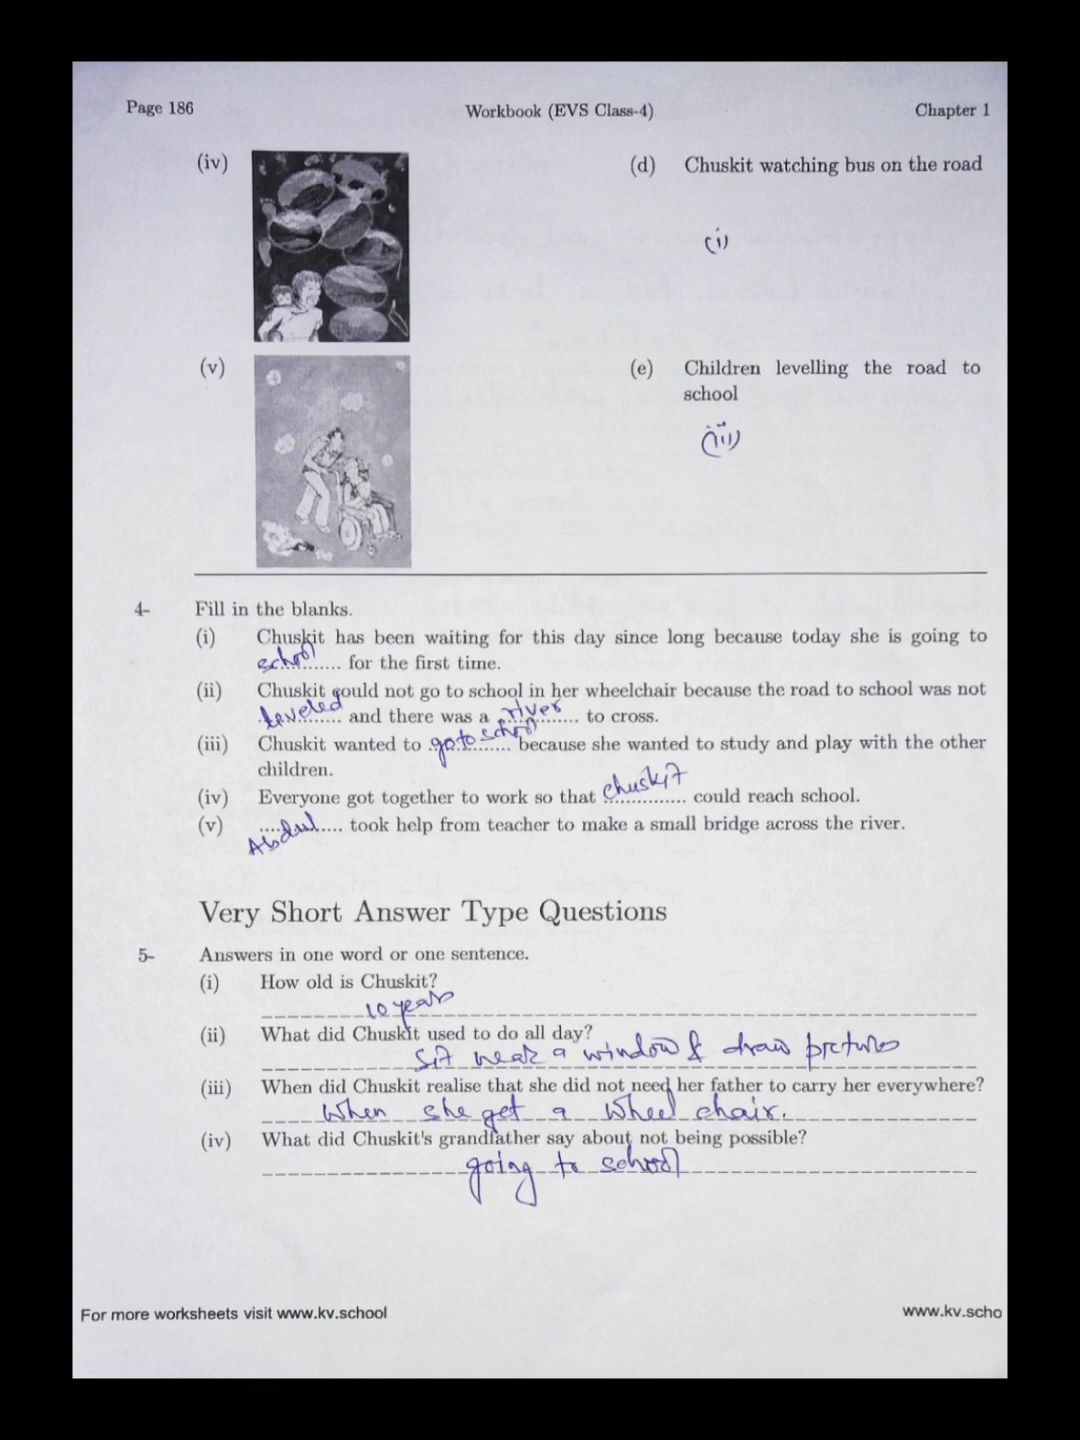 Page 186 Workbook (EVS Class-4) Chapter 1
(iv) (d) Chuskit watching bus on the road
(i)
(v) (e) Children levelling the road to
school
(iii)
4- Fill in the blanks.
(i) Chuskit has been waiting for this day since long because today she is going to
school for the first time.
(ii) Chuskit gould not go to school in her wheelchair because the road to school was not
leveled and there was a river to cross.
(iii) Chuskit wanted to go to school because she wanted to study and play with the other
children.
(iv) Everyone got together to work so that chuskit could reach school.
(v) Abdul took help from teacher to make a small bridge across the river.
Very Short Answer Type Questions
5- Answers in one word or one sentence.
(i) How old is Chuskit?
10 years
(ii) What did Chuskit used to do all day?
Sit near a window & draw pictures
(iii) When did Chuskit realise that she did not need her father to carry her everywhere?
When she get a wheel chair.
(iv) What did Chuskit's grandfather say about not being possible?
going to school
For more worksheets visit www.kv.school www.kv.scho